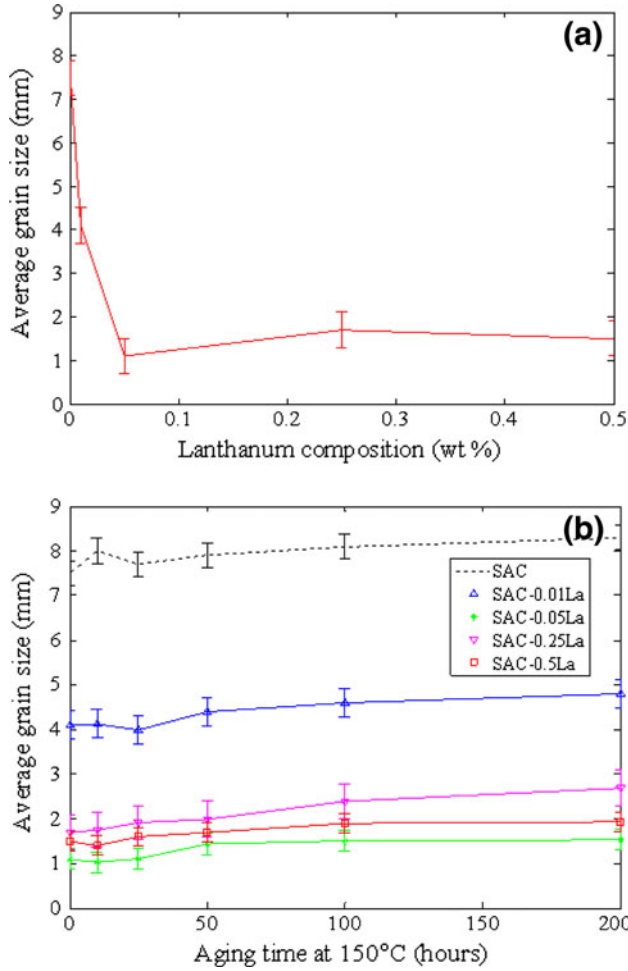 (a)
9
8
7
6
5
4
3
2
1
0
Average grain size (mm)
0 0.1 0.2 0.3 0.4 0.5
Lanthanum composition (wt %)
(b)
9
8
7
6
5
4
3
2
1
0
Average grain size (mm)
SAC
SAC-0.01La
SAC-0.05La
SAC-0.25La
SAC-0.5La
0 50 100 150 200
Aging time at 150°C (hours)